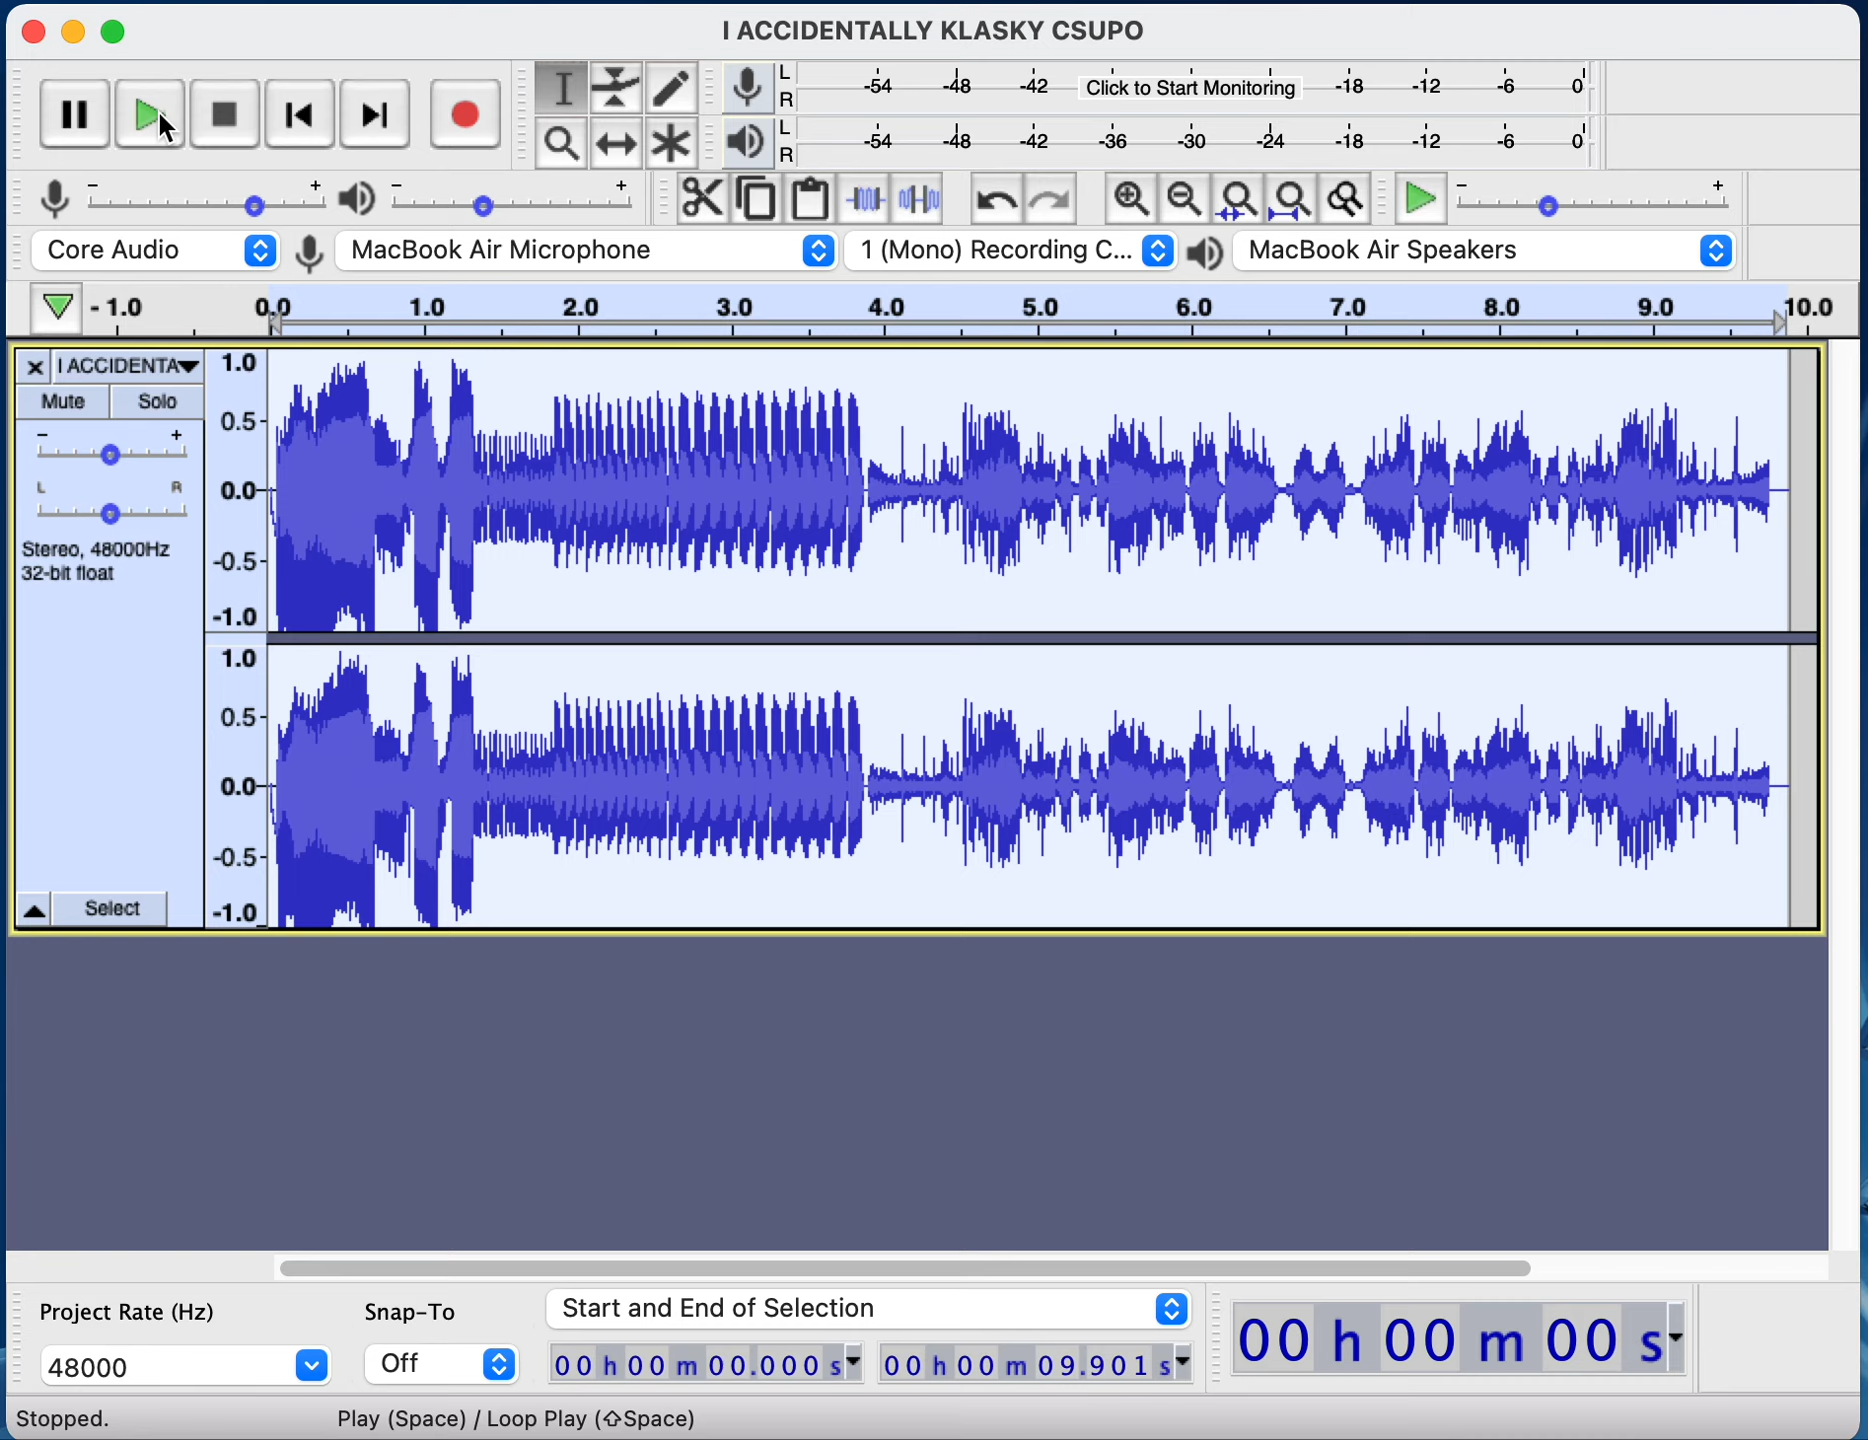 I ACCIDENTALLY KLASKY CSUPO
L -54 -48 -42 Click to Start Monitoring -18 -12 -6 0
R
L -54 -48 -42 -36 -30 -24 -18 -12 -6 0
R
- + - + - +
Core Audio MacBook Air Microphone 1 (Mono) Recording C... MacBook Air Speakers
-1.0 0.0 1.0 2.0 3.0 4.0 5.0 6.0 7.0 8.0 9.0 10.0
I ACCIDENTA 1.0
Mute Solo 0.5
- +
L R 0.0
Stereo, 48000Hz -0.5
32-bit float
-1.0
1.0
0.5
0.0
-0.5
Select -1.0
Project Rate (Hz) Snap-To Start and End of Selection
48000 Off 00 h 00 m 00.000 s 00 h 00 m 09.901 s 00 h 00 m 00 s
Stopped. Play (Space) / Loop Play (⇧Space)